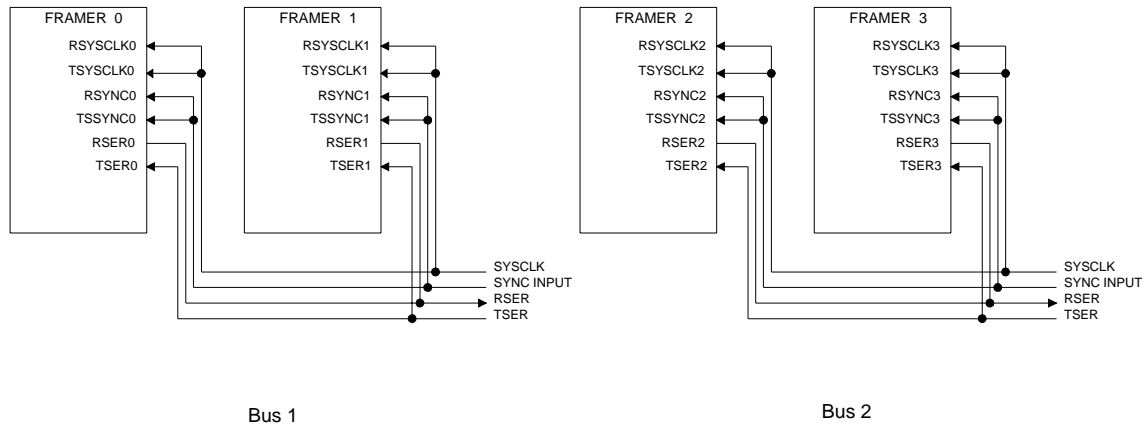 FRAMER 0
RSYSCLK0
TSYSCLK0
RSYNC0
TSSYNC0
RSER0
TSER0
FRAMER 1
RSYSCLK1
TSYSCLK1
RSYNC1
TSSYNC1
RSER1
TSER1
SYSCLK
SYNC INPUT
RSER
TSER
Bus 1
FRAMER 2
RSYSCLK2
TSYSCLK2
RSYNC2
TSSYNC2
RSER2
TSER2
FRAMER 3
RSYSCLK3
TSYSCLK3
RSYNC3
TSSYNC3
RSER3
TSER3
SYSCLK
SYNC INPUT
RSER
TSER
Bus 2